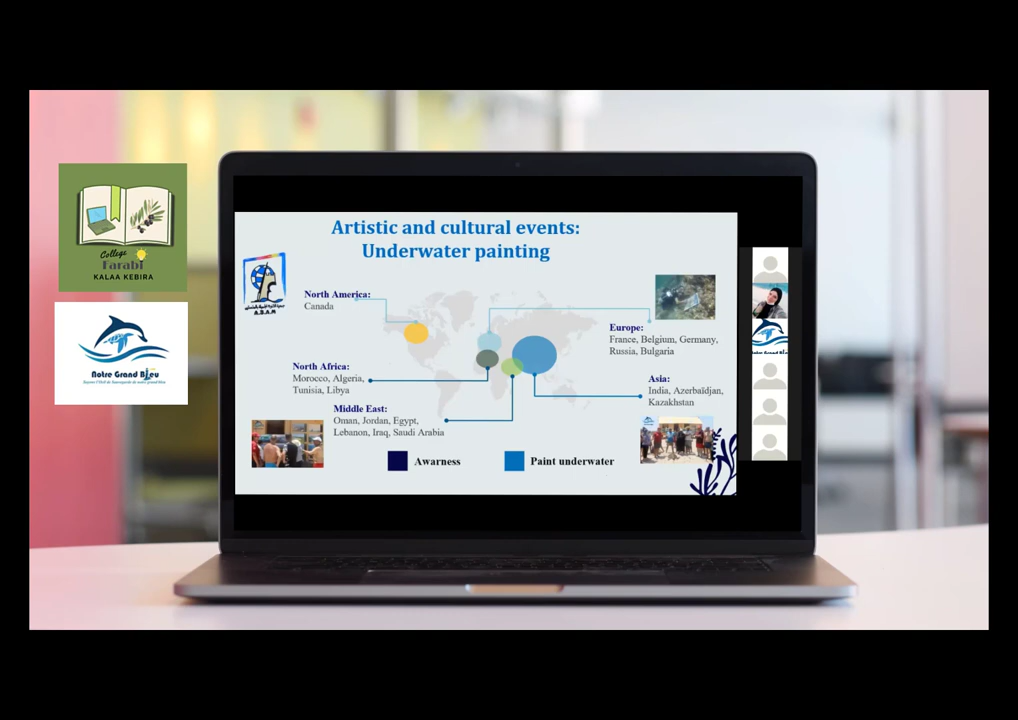 College
Farabi
KALAA KEBIRA
Notre Grand Bleu
Artistic and cultural events:
Underwater painting
A.B.A.M
North America:
Canada
Europe:
France, Belgium, Germany,
Russia, Bulgaria
North Africa:
Morocco, Algeria,
Tunisia, Libya
Asia:
India, Azerbaïdjan,
Kazakhstan
Middle East:
Oman, Jordan, Egypt,
Lebanon, Iraq, Saudi Arabia
Awarness
Paint underwater